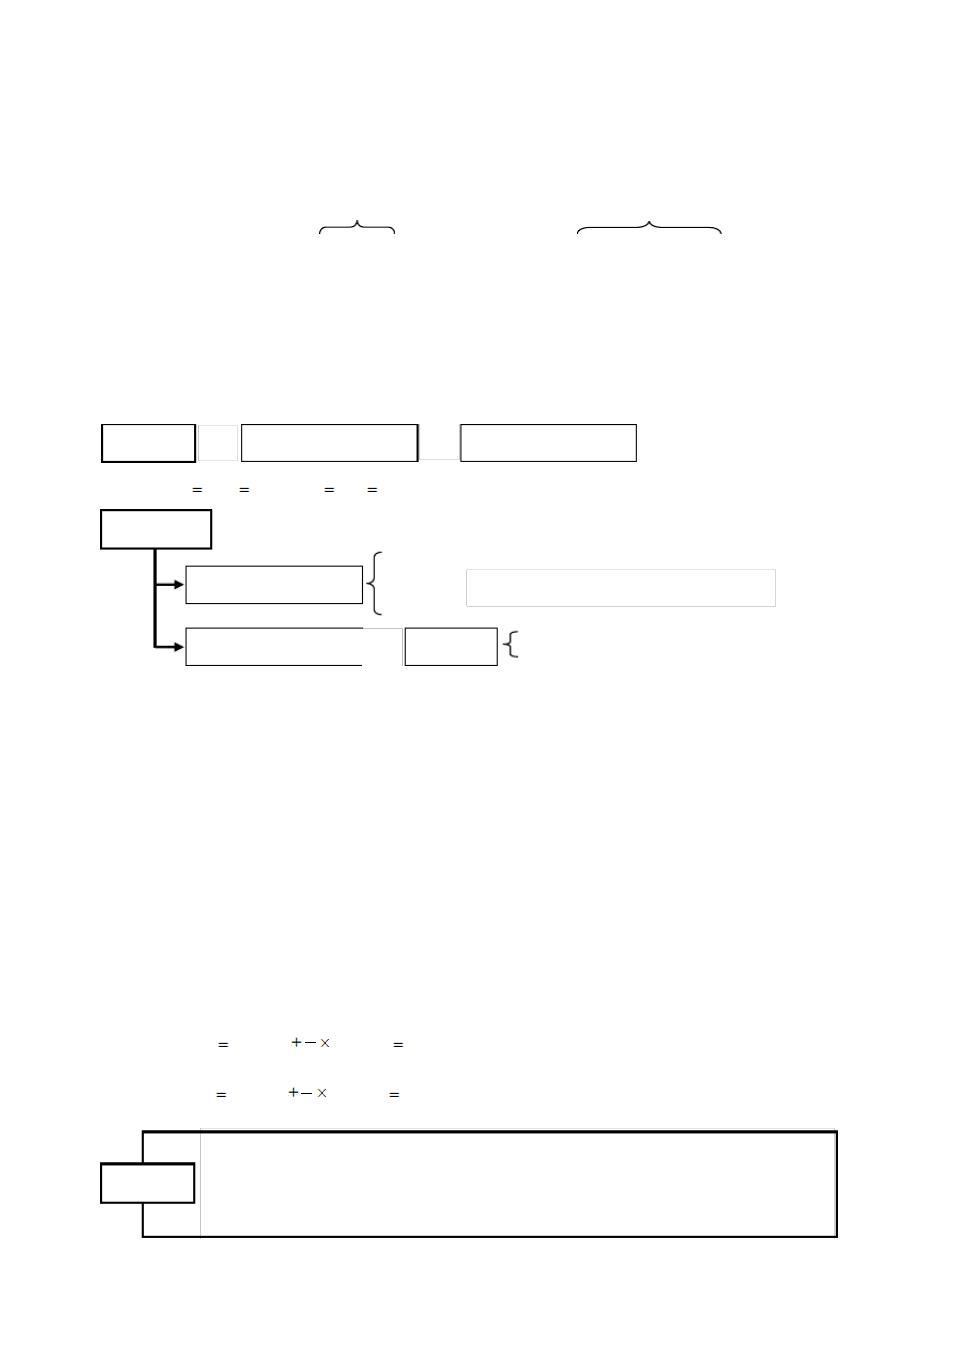 = = = =
= +−× =
= +−× =